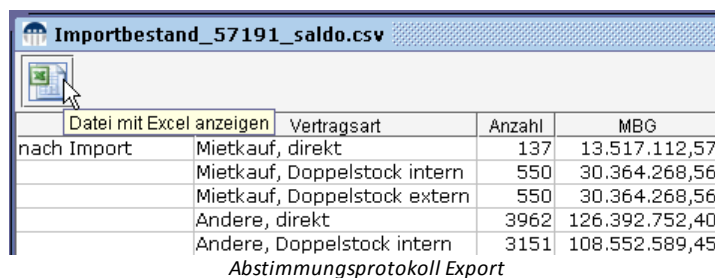 Importbestand_57191_saldo.csv
Datei mit Excel anzeigen Vertragsart Anzahl MBG
nach Import Mietkauf, direkt 137 13.517.112,57
Mietkauf, Doppelstock intern 550 30.364.268,56
Mietkauf, Doppelstock extern 550 30.364.268,56
Andere, direkt 3962 126.392.752,40
Andere, Doppelstock intern 3151 108.552.589,45
Abstimmungsprotokoll Export